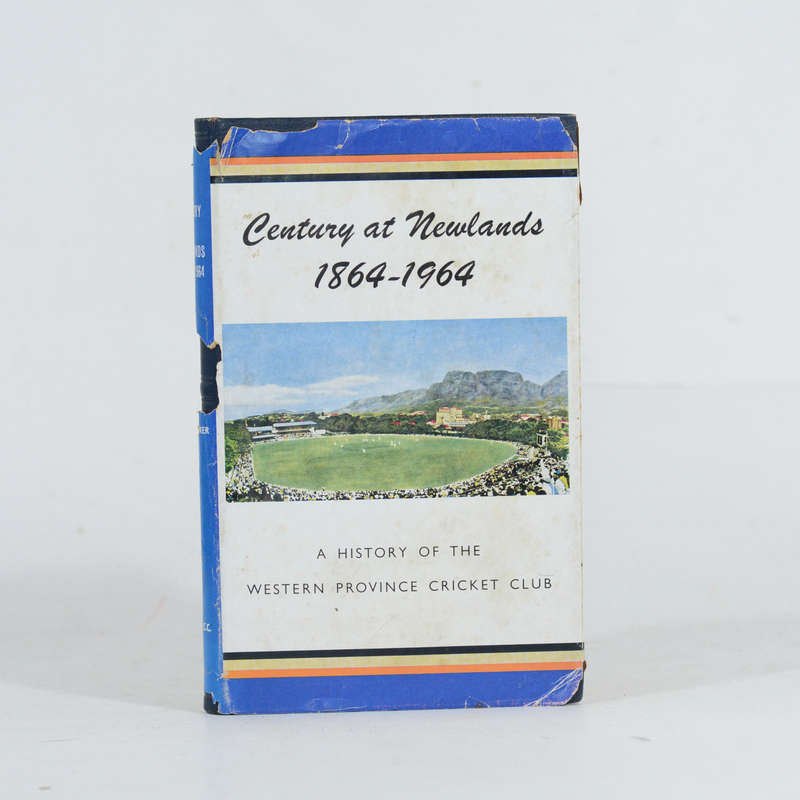 Century at Newlands
1864-1964
A HISTORY OF THE
WESTERN PROVINCE CRICKET CLUB